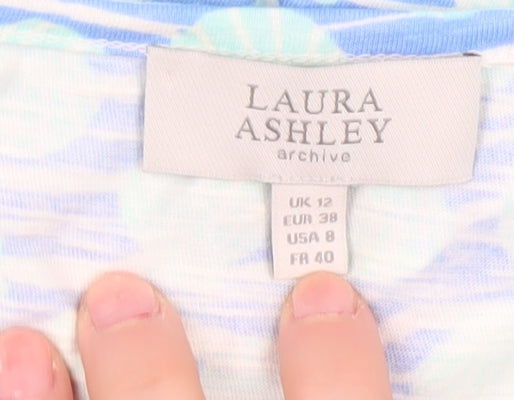 LAURA
ASHLEY
archive
UK 12
EUR 38
USA 8
FR 40